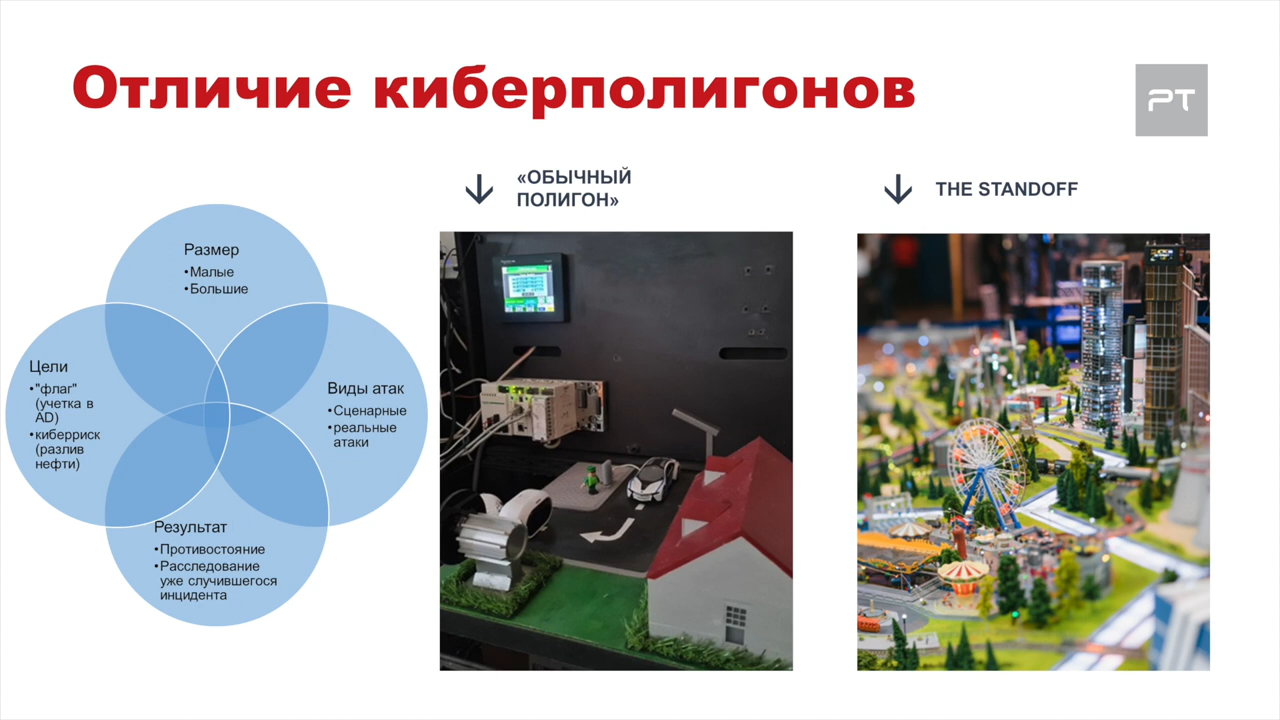 Отличие киберполигонов
PT
«ОБЫЧНЫЙ
ПОЛИГОН»
THE STANDOFF
Размер
•Малые
•Большие
Цели
•"флаг"
(учетка в
AD)
•киберриск
(разлив
нефти)
Виды атак
•Сценарные
•реальные
атаки
Результат
•Противостояние
•Расследование
уже случившегося
инцидента